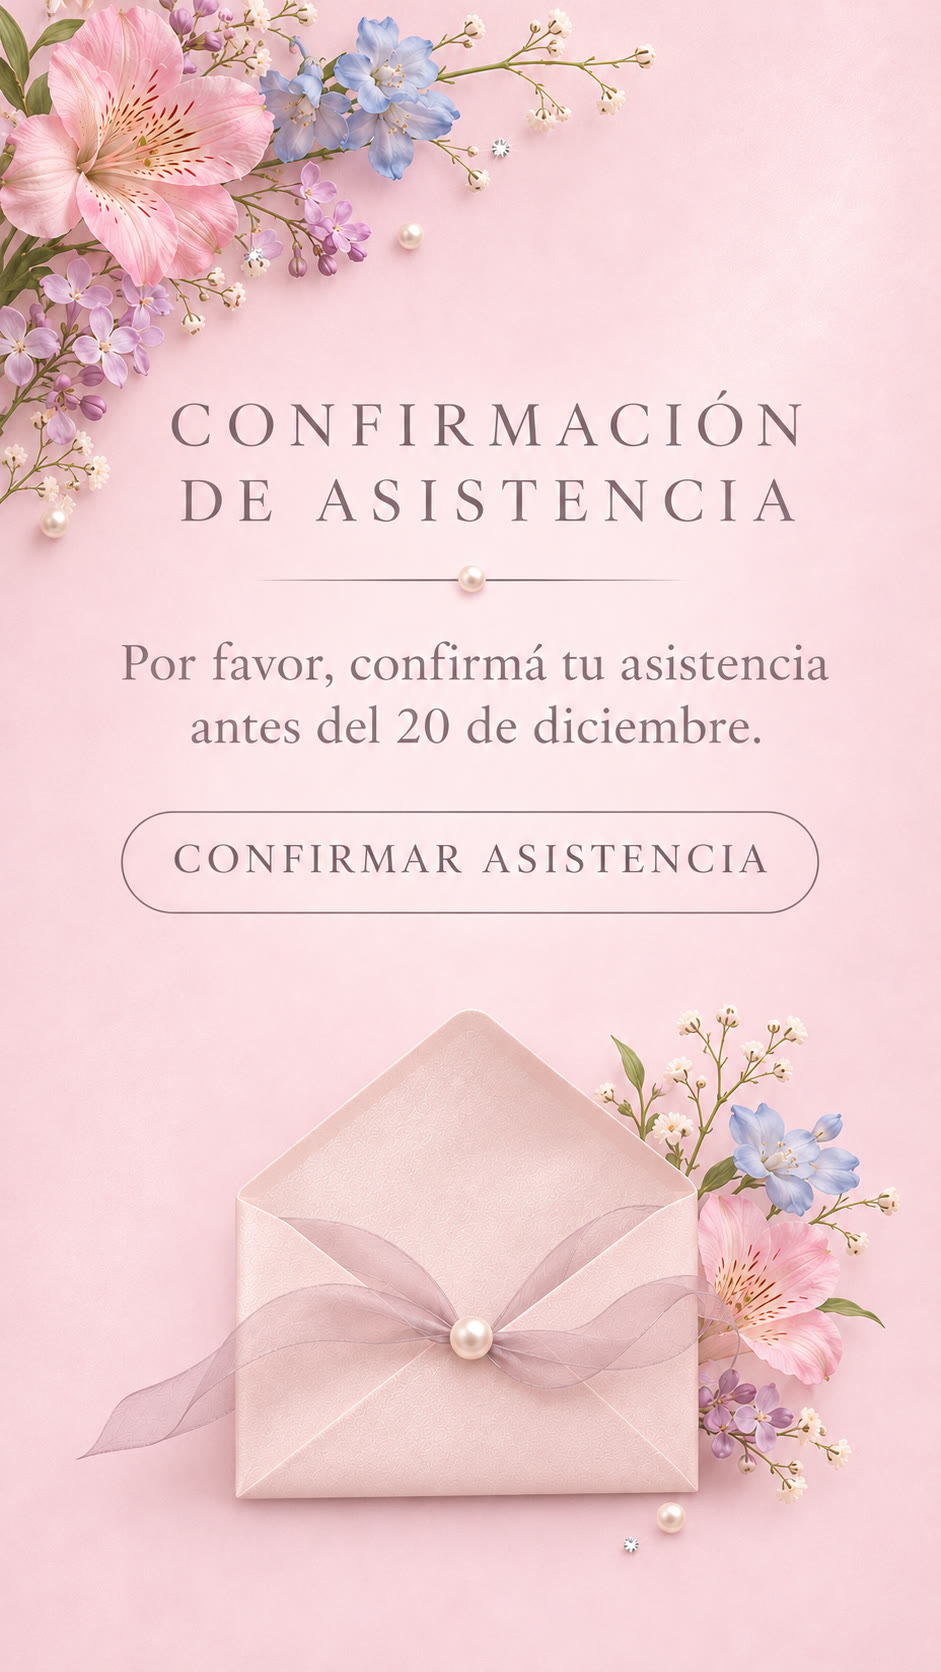 CONFIRMACIÓN
DE ASISTENCIA
Por favor, confirmá tu asistencia
antes del 20 de diciembre.
CONFIRMAR ASISTENCIA